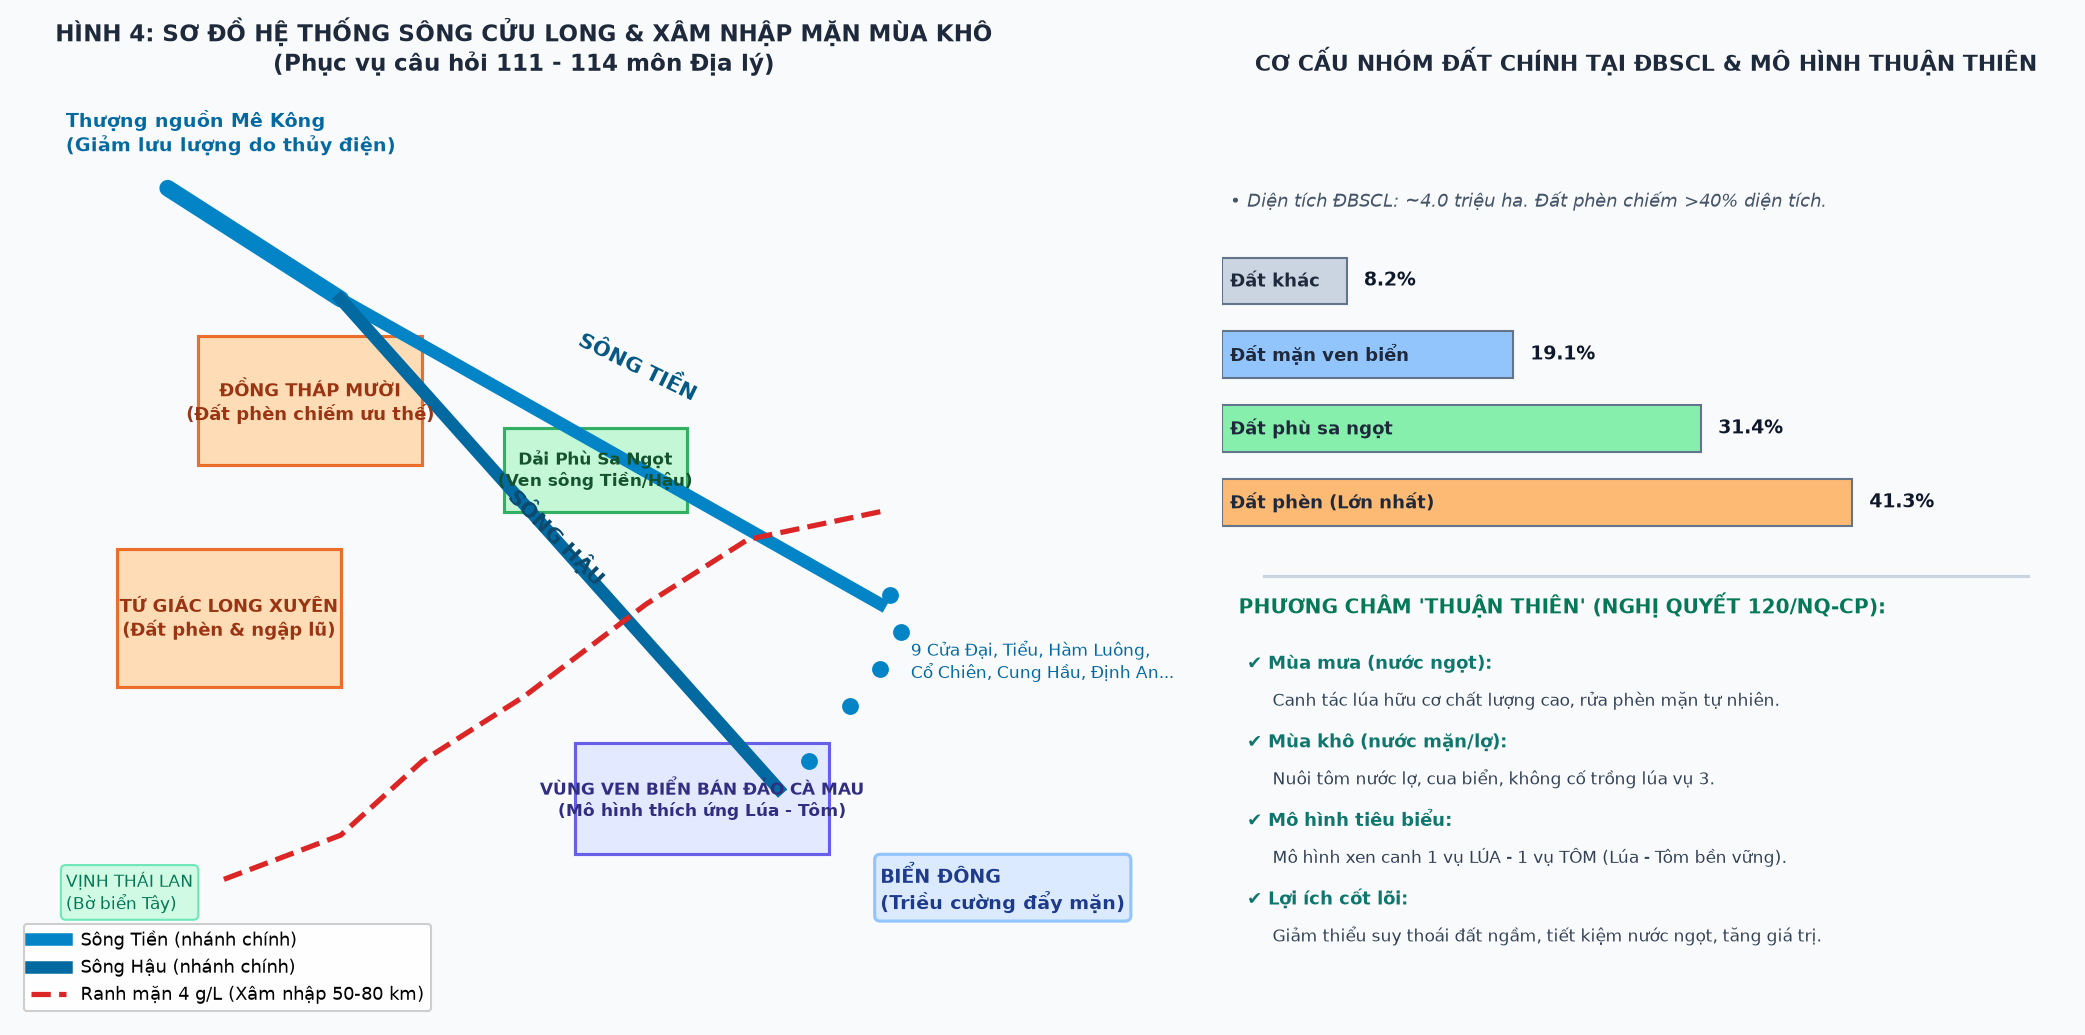 HÌNH 4: SƠ ĐỒ HỆ THỐNG SÔNG CỬU LONG & XÂM NHẬP MẶN MÙA KHÔ
(Phục vụ câu hỏi 111 - 114 môn Địa lý)
Thượng nguồn Mê Kông
(Giảm lưu lượng do thủy điện)
SÔNG TIỀN
ĐỒNG THÁP MƯỜI
(Đất phèn chiếm ưu thế)
Dải Phù Sa Ngọt
(Ven sông Tiền/Hậu)
SÔNG HẬU
TỨ GIÁC LONG XUYÊN
(Đất phèn & ngập lũ)
9 Cửa Đại, Tiểu, Hàm Luông,
Cổ Chiên, Cung Hầu, Định An...
VÙNG VEN BIỂN BÁN ĐẢO CÀ MAU
(Mô hình thích ứng Lúa - Tôm)
VỊNH THÁI LAN
(Bờ biển Tây)
BIỂN ĐÔNG
(Triều cường đẩy mặn)
Sông Tiền (nhánh chính)
Sông Hậu (nhánh chính)
Ranh mặn 4 g/L (Xâm nhập 50-80 km)
CƠ CẤU NHÓM ĐẤT CHÍNH TẠI ĐBSCL & MÔ HÌNH THUẬN THIÊN
• Diện tích ĐBSCL: ~4.0 triệu ha. Đất phèn chiếm >40% diện tích.
Đất khác 8.2%
Đất mặn ven biển 19.1%
Đất phù sa ngọt 31.4%
Đất phèn (Lớn nhất) 41.3%
PHƯƠNG CHÂM 'THUẬN THIÊN' (NGHỊ QUYẾT 120/NQ-CP):
✔ Mùa mưa (nước ngọt):
Canh tác lúa hữu cơ chất lượng cao, rửa phèn mặn tự nhiên.
✔ Mùa khô (nước mặn/lợ):
Nuôi tôm nước lợ, cua biển, không cố trồng lúa vụ 3.
✔ Mô hình tiêu biểu:
Mô hình xen canh 1 vụ LÚA - 1 vụ TÔM (Lúa - Tôm bền vững).
✔ Lợi ích cốt lõi:
Giảm thiểu suy thoái đất ngầm, tiết kiệm nước ngọt, tăng giá trị.